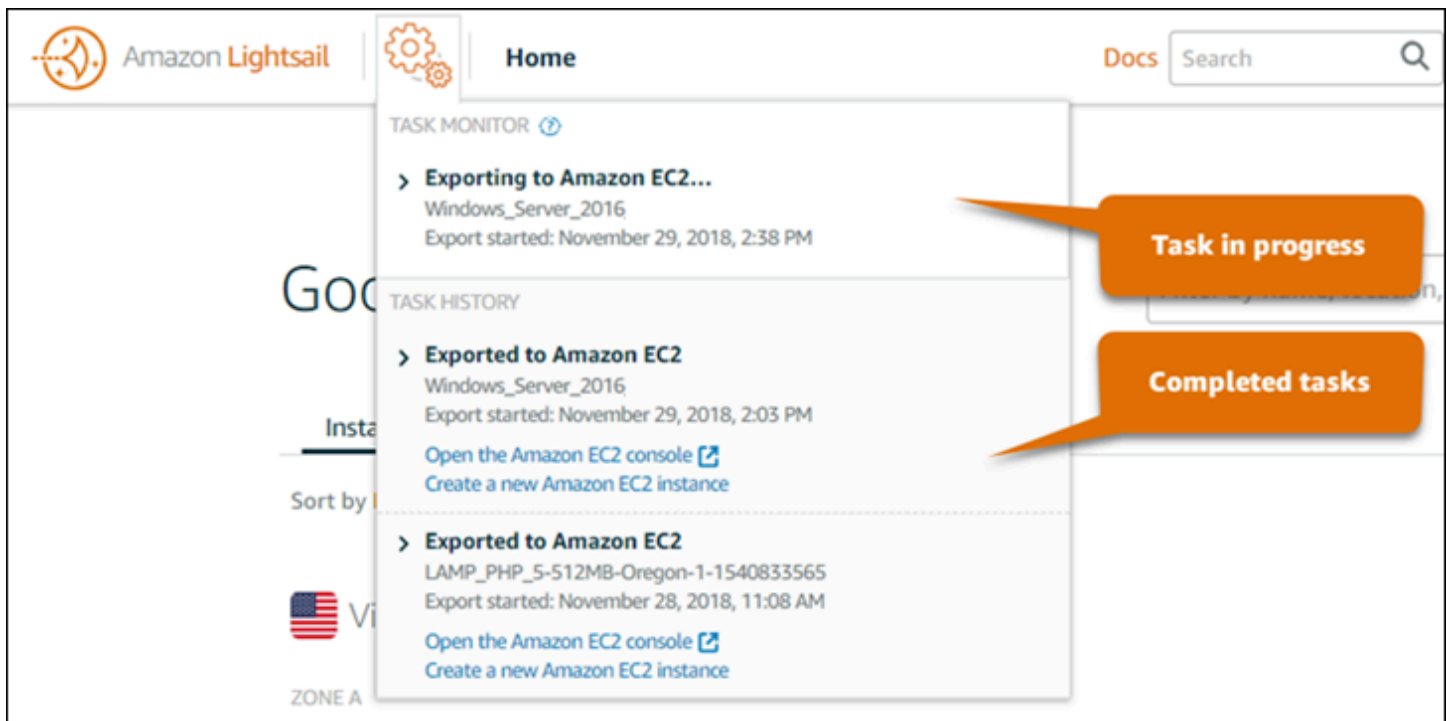 Amazon Lightsail
Home
Docs
Search
TASK MONITOR
Exporting to Amazon EC2...
Windows_Server_2016
Export started: November 29, 2018, 2:38 PM
Task in progress
Goo
TASK HISTORY
Exported to Amazon EC2
Windows_Server_2016
Export started: November 29, 2018, 2:03 PM
Completed tasks
Insta
Open the Amazon EC2 console
Create a new Amazon EC2 instance
Sort by
Exported to Amazon EC2
LAMP_PHP_5-512MB-Oregon-1-1540833565
Export started: November 28, 2018, 11:08 AM
Vi
Open the Amazon EC2 console
Create a new Amazon EC2 instance
ZONE A